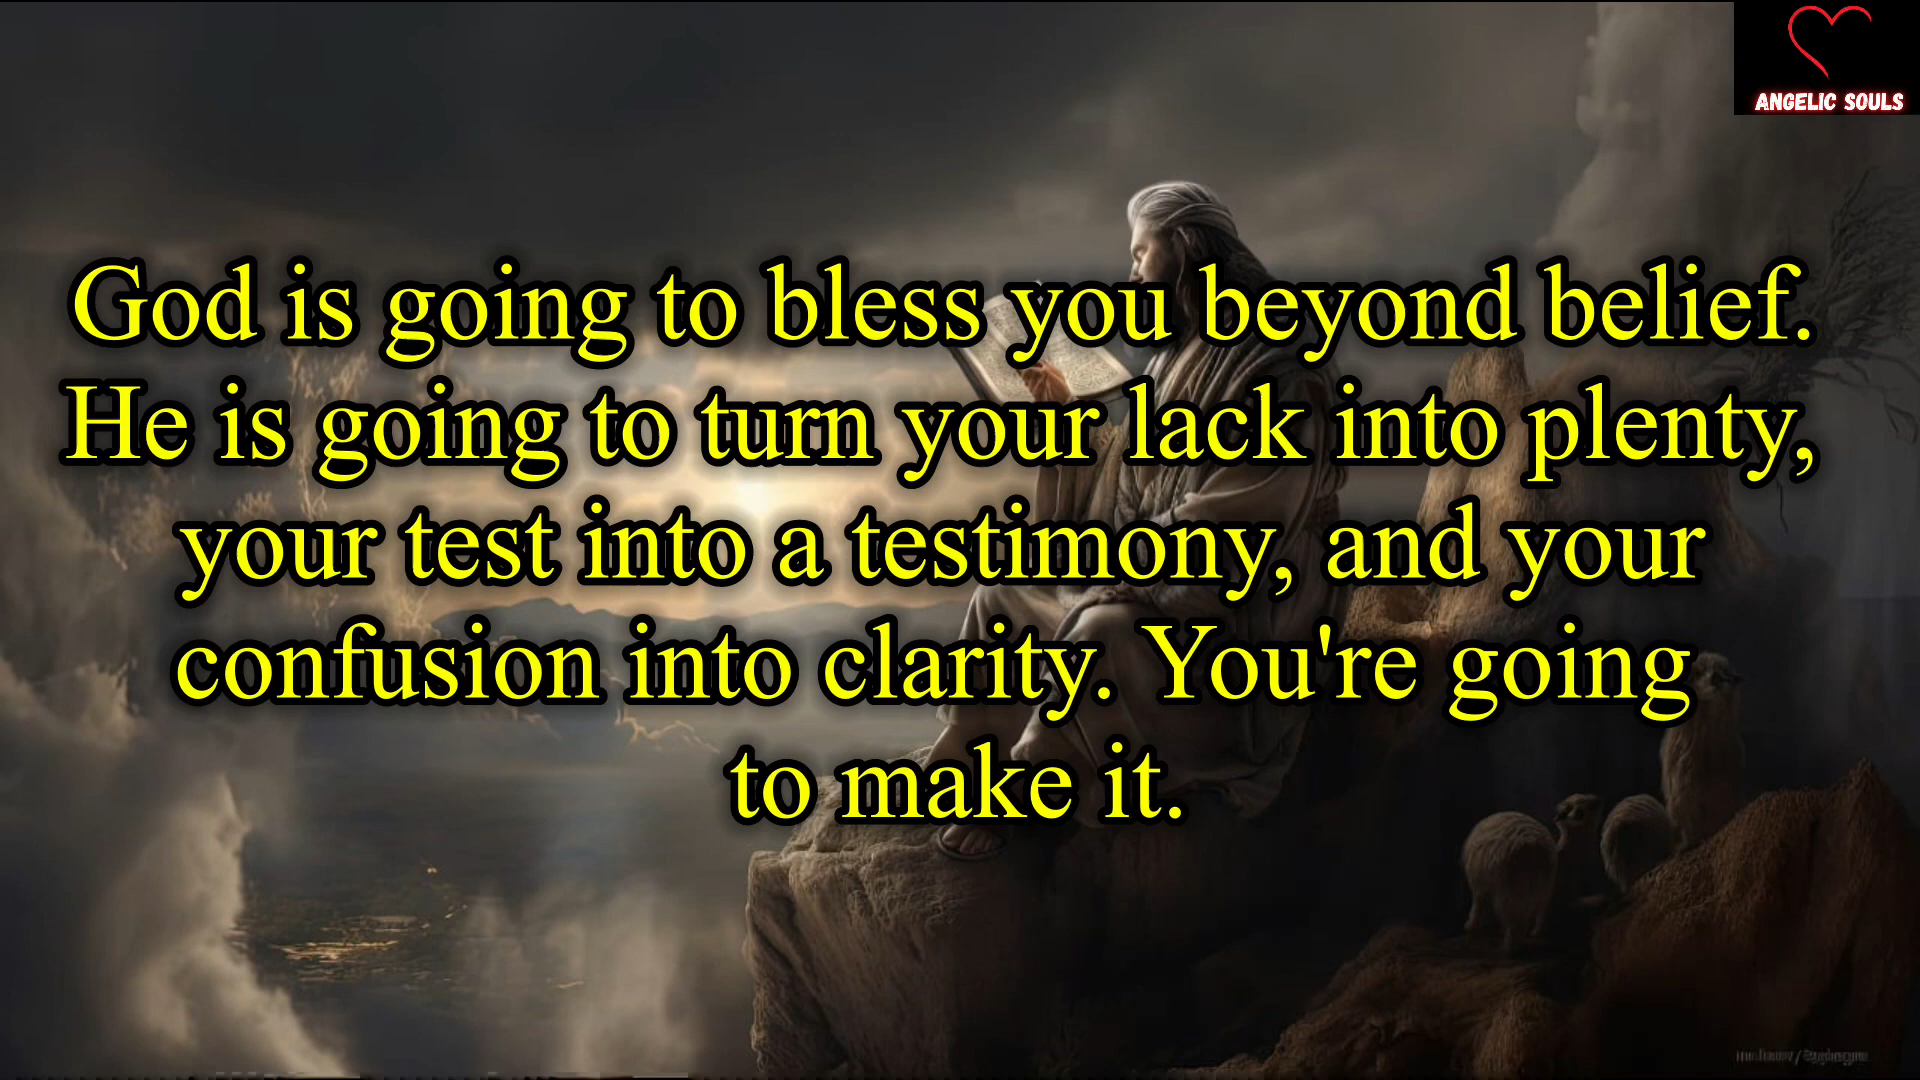 ANGELIC SOULS
God is going to bless you beyond belief.
He is going to turn your lack into plenty,
your test into a testimony, and your
confusion into clarity. You're going
to make it.